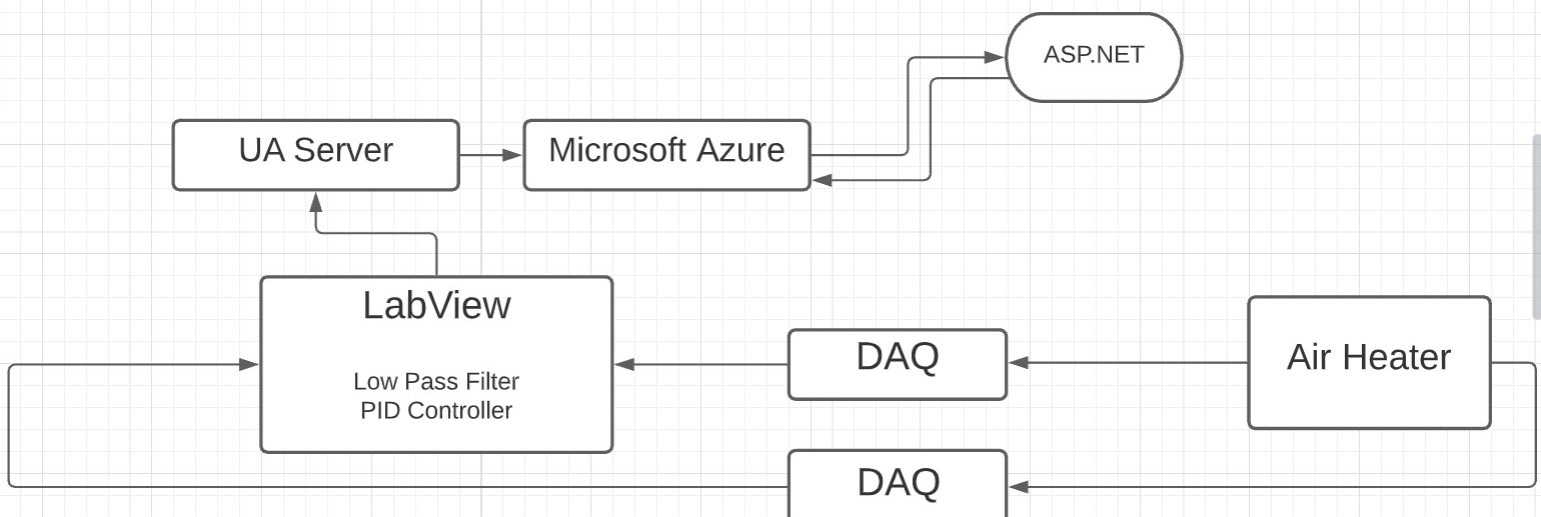 ASP.NET
UA Server
Microsoft Azure
LabView
Low Pass Filter
PID Controller
DAQ
Air Heater
DAQ